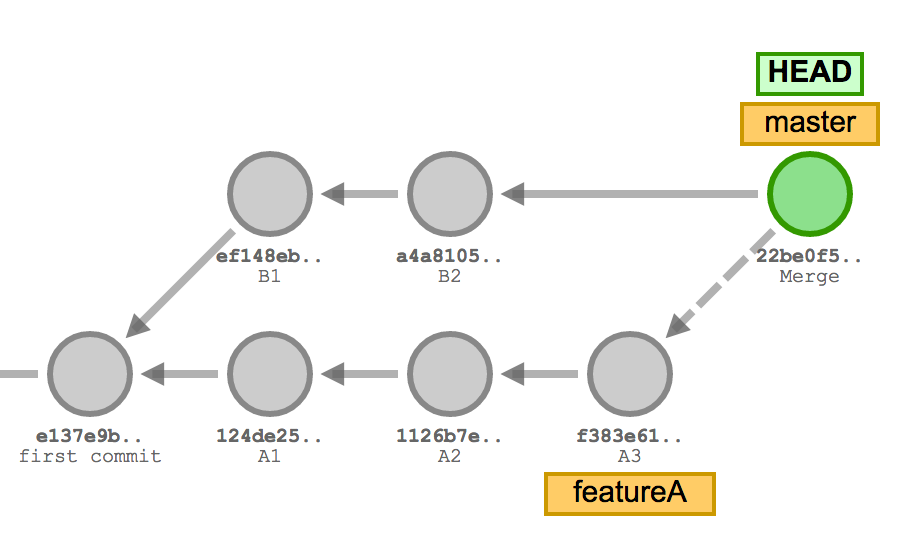 HEAD
master
ef148eb..
B1
a4a8105..
B2
22be0f5..
Merge
e137e9b..
first commit
124de25..
A1
1126b7e..
A2
f383e61..
A3
featureA